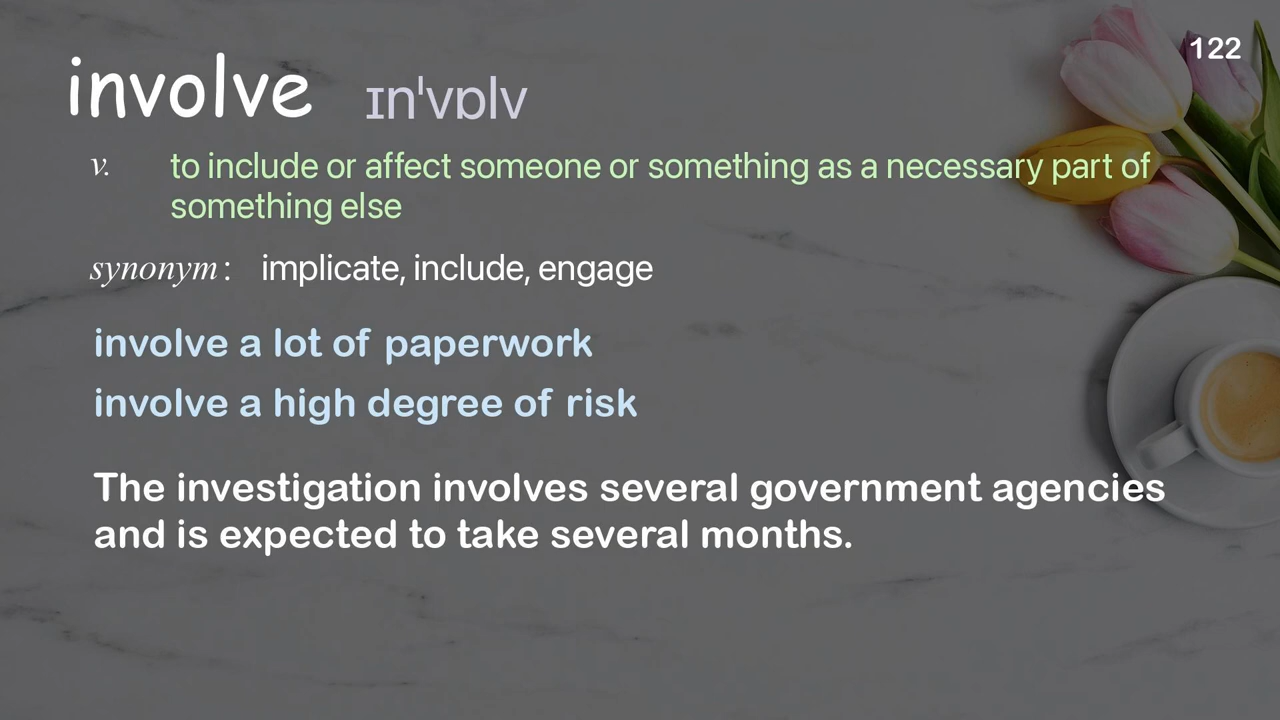 122
involve ɪnˈvɒlv
v. to include or affect someone or something as a necessary part of
something else
synonym: implicate, include, engage
involve a lot of paperwork
involve a high degree of risk
The investigation involves several government agencies
and is expected to take several months.